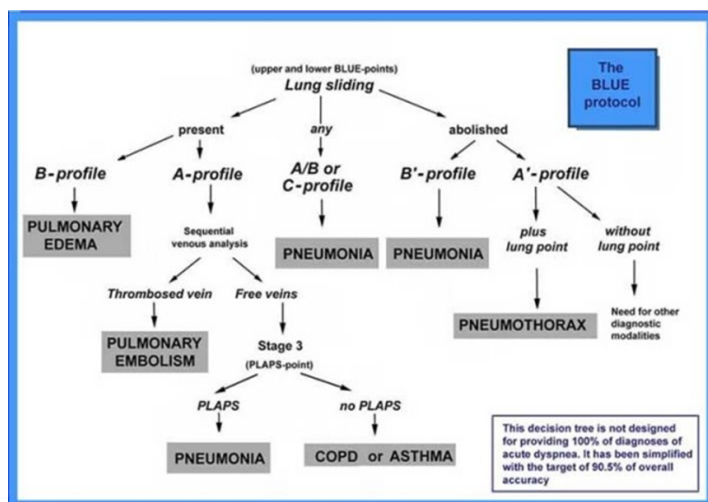 (upper and lower BLUE-points)
Lung sliding
The
BLUE
protocol
present
any
abolished
B-profile
A-profile
A/B or
C-profile
B'-profile
A'-profile
PULMONARY
EDEMA
Sequential
venous analysis
PNEUMONIA
PNEUMONIA
plus
lung point
without
lung point
Thrombosed vein
Free veins
PNEUMOTHORAX
Need for other
diagnostic
modalities
PULMONARY
EMBOLISM
Stage 3
(PLAPS-point)
PLAPS
no PLAPS
PNEUMONIA
COPD or ASTHMA
This decision tree is not designed
for providing 100% of diagnoses of
acute dyspnea. It has been simplified
with the target of 90.5% of overall
accuracy